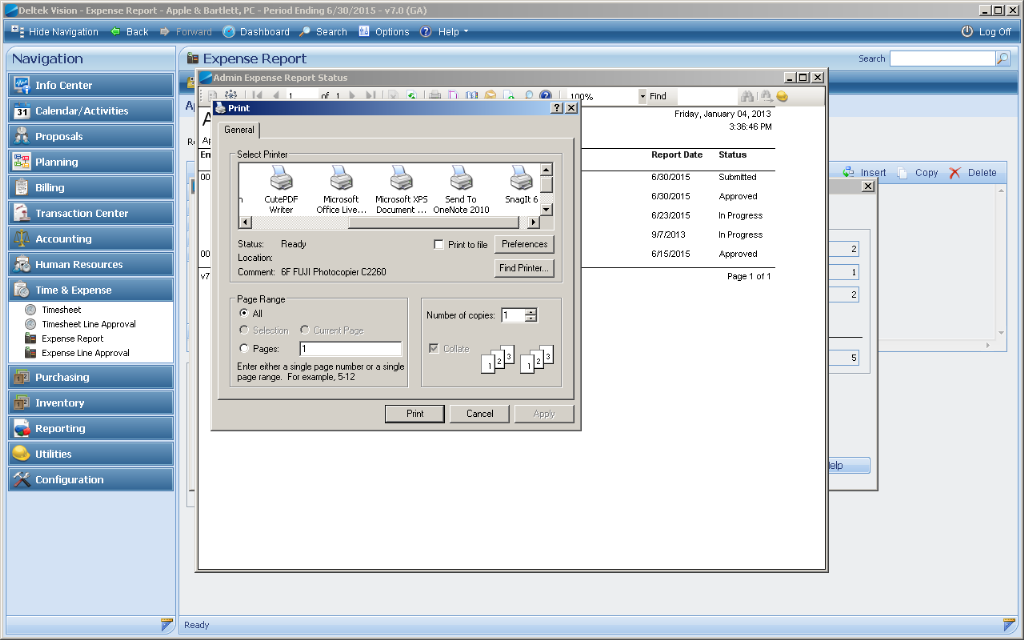 Deltek Vision - Expense Report - Apple & Bartlett, PC - Period Ending 6/30/2015 - v7.0 (GA)
Hide Navigation Back Forward Dashboard Search Options Help Log Off
Navigation
Info Center
31 Calendar/Activities
Proposals
Planning
Billing
Transaction Center
Accounting
Human Resources
Time & Expense
Timesheet
Timesheet Line Approval
Expense Report
Expense Line Approval
Purchasing
Inventory
Reporting
Utilities
Configuration
Expense Report
Search
Insert Copy Delete
2
1
2
5
Admin Expense Report Status
1 of 1 100% Find
Friday, January 04, 2013
3:36:46 PM
Report Date Status
6/30/2015 Submitted
6/30/2015 Approved
6/23/2015 In Progress
9/7/2013 In Progress
6/15/2015 Approved
Page 1 of 1
Print
General
Select Printer
CutePDF Writer
Microsoft Office Live...
Microsoft XPS Document ...
Send To OneNote 2010
SnagIt 6
Status: Ready
Location:
Comment: 6F FUJI Photocopier C2260
Print to file
Preferences
Find Printer...
Page Range
All
Selection Current Page
Pages: 1
Enter either a single page number or a single
page range. For example, 5-12
Number of copies: 1
Collate
1 2 3 1 2 3
Print Cancel Apply
Ready